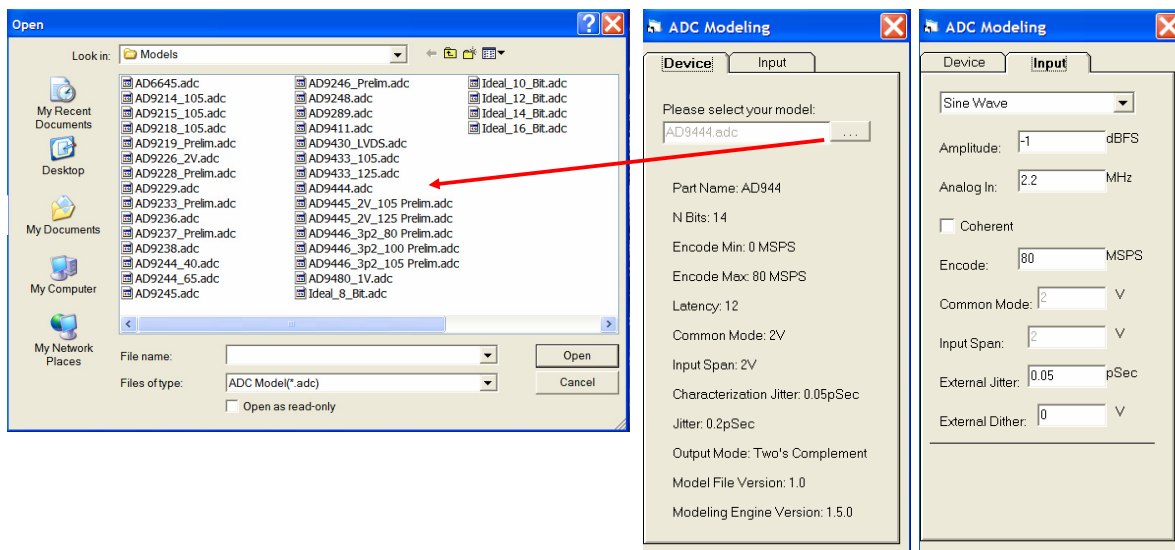 Open
Look in:
Models
My Recent Documents
Desktop
My Documents
My Computer
My Network Places
AD6645.adc
AD9214_105.adc
AD9215_105.adc
AD9218_105.adc
AD9219_Prelim.adc
AD9226_2V.adc
AD9228_Prelim.adc
AD9229.adc
AD9233_Prelim.adc
AD9236.adc
AD9237_Prelim.adc
AD9238.adc
AD9244_40.adc
AD9244_65.adc
AD9245.adc
AD9246_Prelim.adc
AD9248.adc
AD9289.adc
AD9411.adc
AD9430_LVDS.adc
AD9433_105.adc
AD9433_125.adc
AD9444.adc
AD9445_2V_105 Prelim.adc
AD9445_2V_125 Prelim.adc
AD9446_3p2_80 Prelim.adc
AD9446_3p2_100 Prelim.adc
AD9446_3p2_105 Prelim.adc
AD9480_1V.adc
Ideal_8_Bit.adc
Ideal_10_Bit.adc
Ideal_12_Bit.adc
Ideal_14_Bit.adc
Ideal_16_Bit.adc
File name:
Open
Files of type:
ADC Model(*.adc)
Cancel
Open as read-only
ADC Modeling
Device Input
Please select your model:
AD9444.adc ...
Part Name: AD944
N Bits: 14
Encode Min: 0 MSPS
Encode Max: 80 MSPS
Latency: 12
Common Mode: 2V
Input Span: 2V
Characterization Jitter: 0.05pSec
Jitter: 0.2pSec
Output Mode: Two's Complement
Model File Version: 1.0
Modeling Engine Version: 1.5.0
ADC Modeling
Device Input
Sine Wave
Amplitude: -1 dBFS
Analog In: 2.2 MHz
Coherent
Encode: 80 MSPS
Common Mode: 2 V
Input Span: 2 V
External Jitter: 0.05 pSec
External Dither: 0 V